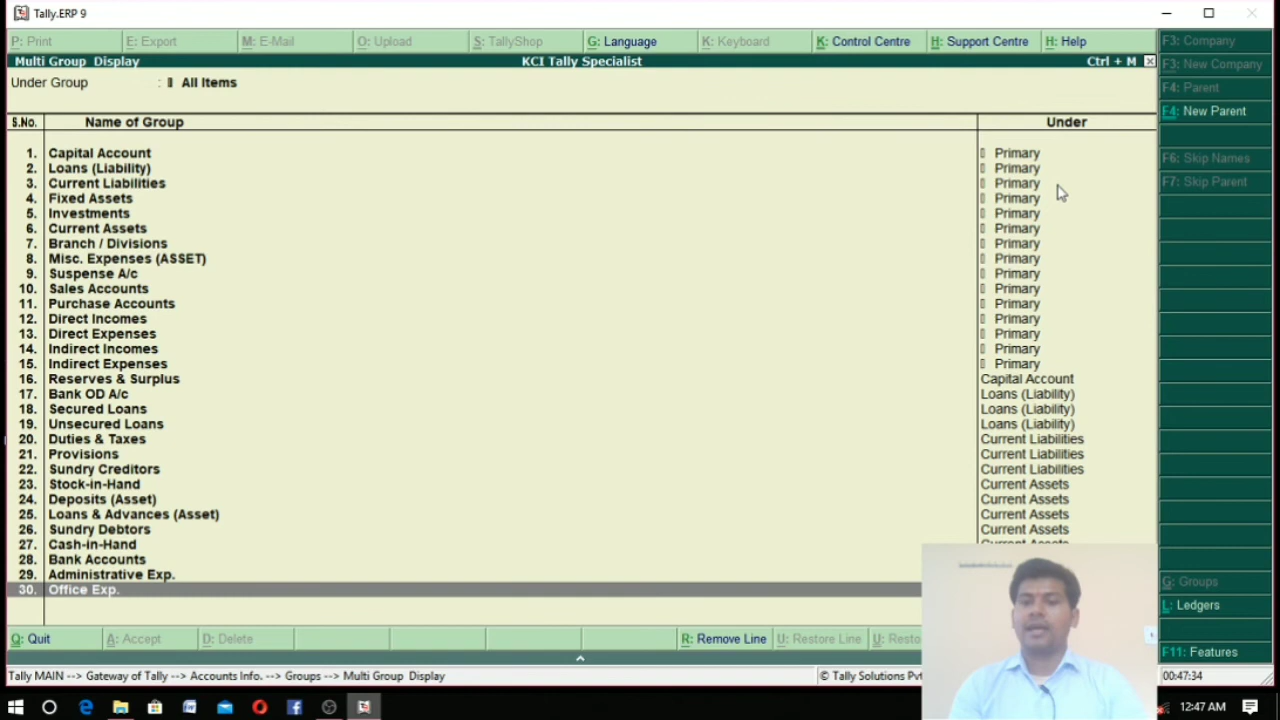 Tally.ERP 9
P: Print E: Export M: E-Mail O: Upload S: TallyShop G: Language K: Keyboard K: Control Centre H: Support Centre H: Help
F3: Company
Multi Group Display KCI Tally Specialist Ctrl + M
F3: New Company
Under Group : All Items
F4: Parent
F4: New Parent
S.No. Name of Group Under
1. Capital Account Primary
F6: Skip Names
2. Loans (Liability) Primary
3. Current Liabilities Primary
F7: Skip Parent
4. Fixed Assets Primary
5. Investments Primary
6. Current Assets Primary
7. Branch / Divisions Primary
8. Misc. Expenses (ASSET) Primary
9. Suspense A/c Primary
10. Sales Accounts Primary
11. Purchase Accounts Primary
12. Direct Incomes Primary
13. Direct Expenses Primary
14. Indirect Incomes Primary
15. Indirect Expenses Primary
16. Reserves & Surplus Capital Account
17. Bank OD A/c Loans (Liability)
18. Secured Loans Loans (Liability)
19. Unsecured Loans Loans (Liability)
20. Duties & Taxes Current Liabilities
21. Provisions Current Liabilities
22. Sundry Creditors Current Liabilities
23. Stock-in-Hand Current Assets
24. Deposits (Asset) Current Assets
25. Loans & Advances (Asset) Current Assets
26. Sundry Debtors Current Assets
27. Cash-in-Hand Current Assets
28. Bank Accounts
29. Administrative Exp.
G: Groups
30. Office Exp.
L: Ledgers
Q: Quit A: Accept D: Delete R: Remove Line U: Restore Line U: Resto
F11: Features
Tally MAIN --> Gateway of Tally --> Accounts Info. --> Groups --> Multi Group Display © Tally Solutions Pvt 00:47:34
12:47 AM